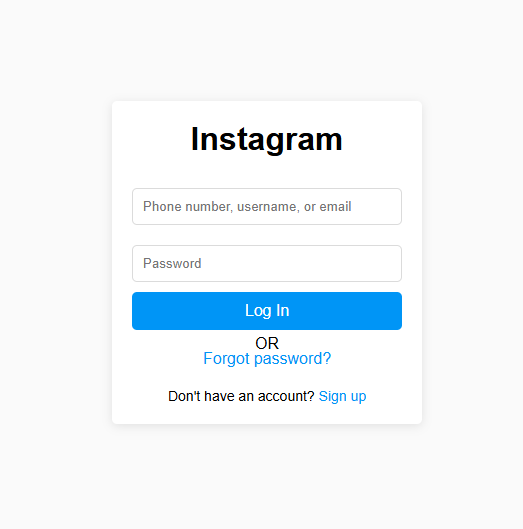 Instagram
Phone number, username, or email
Password
Log In
OR
Forgot password?
Don't have an account? Sign up